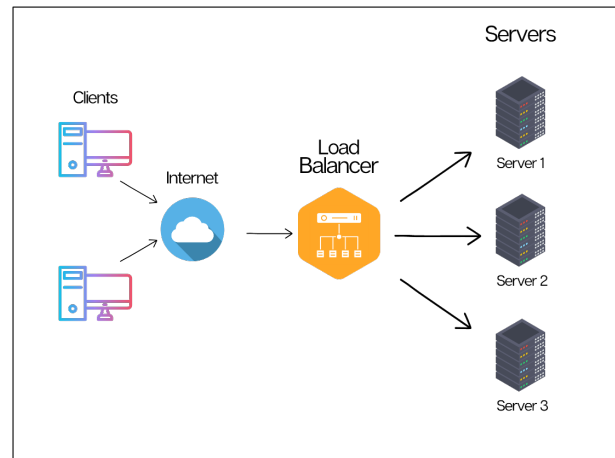 Servers
Clients
Server 1
Load
Balancer
Internet
Server 2
Server 3